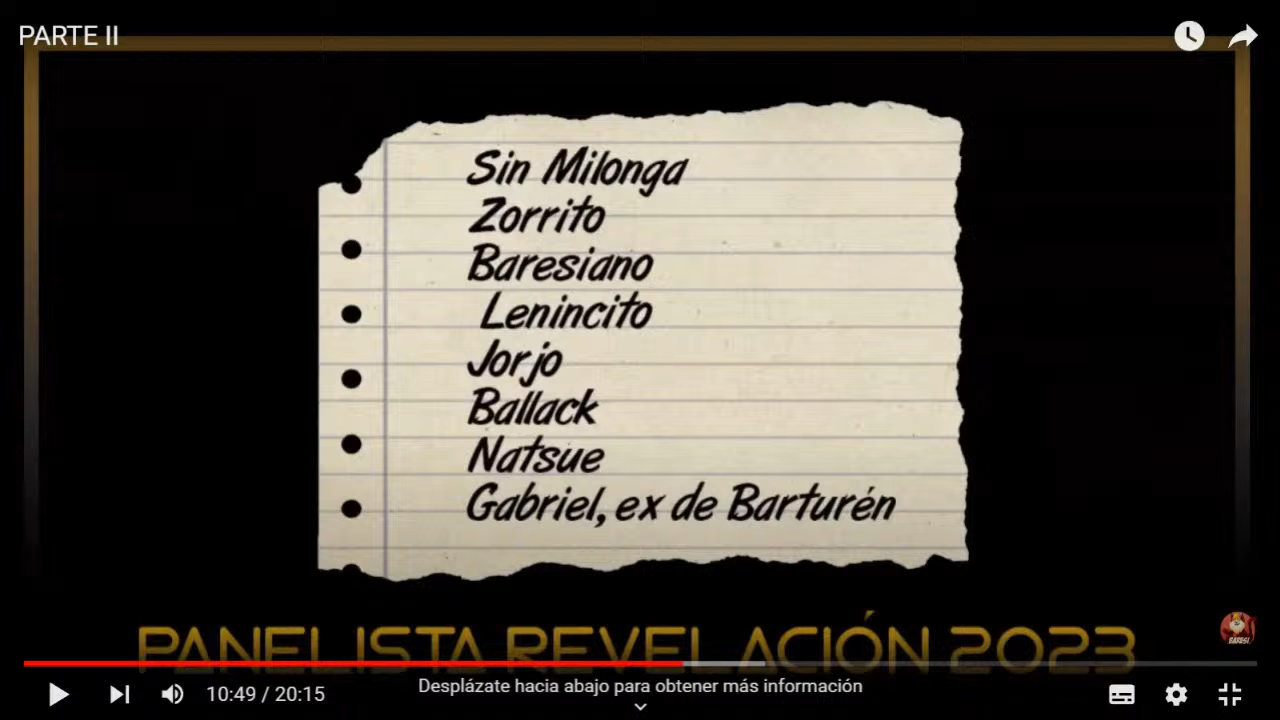 PARTE II
Sin Milonga
Zorrito
Baresiano
Lenincito
Jorjo
Ballack
Natsue
Gabriel, ex de Barturén
PANELISTA REVELACIÓN 2023
BARESI
10:49 / 20:15
Desplázate hacia abajo para obtener más información